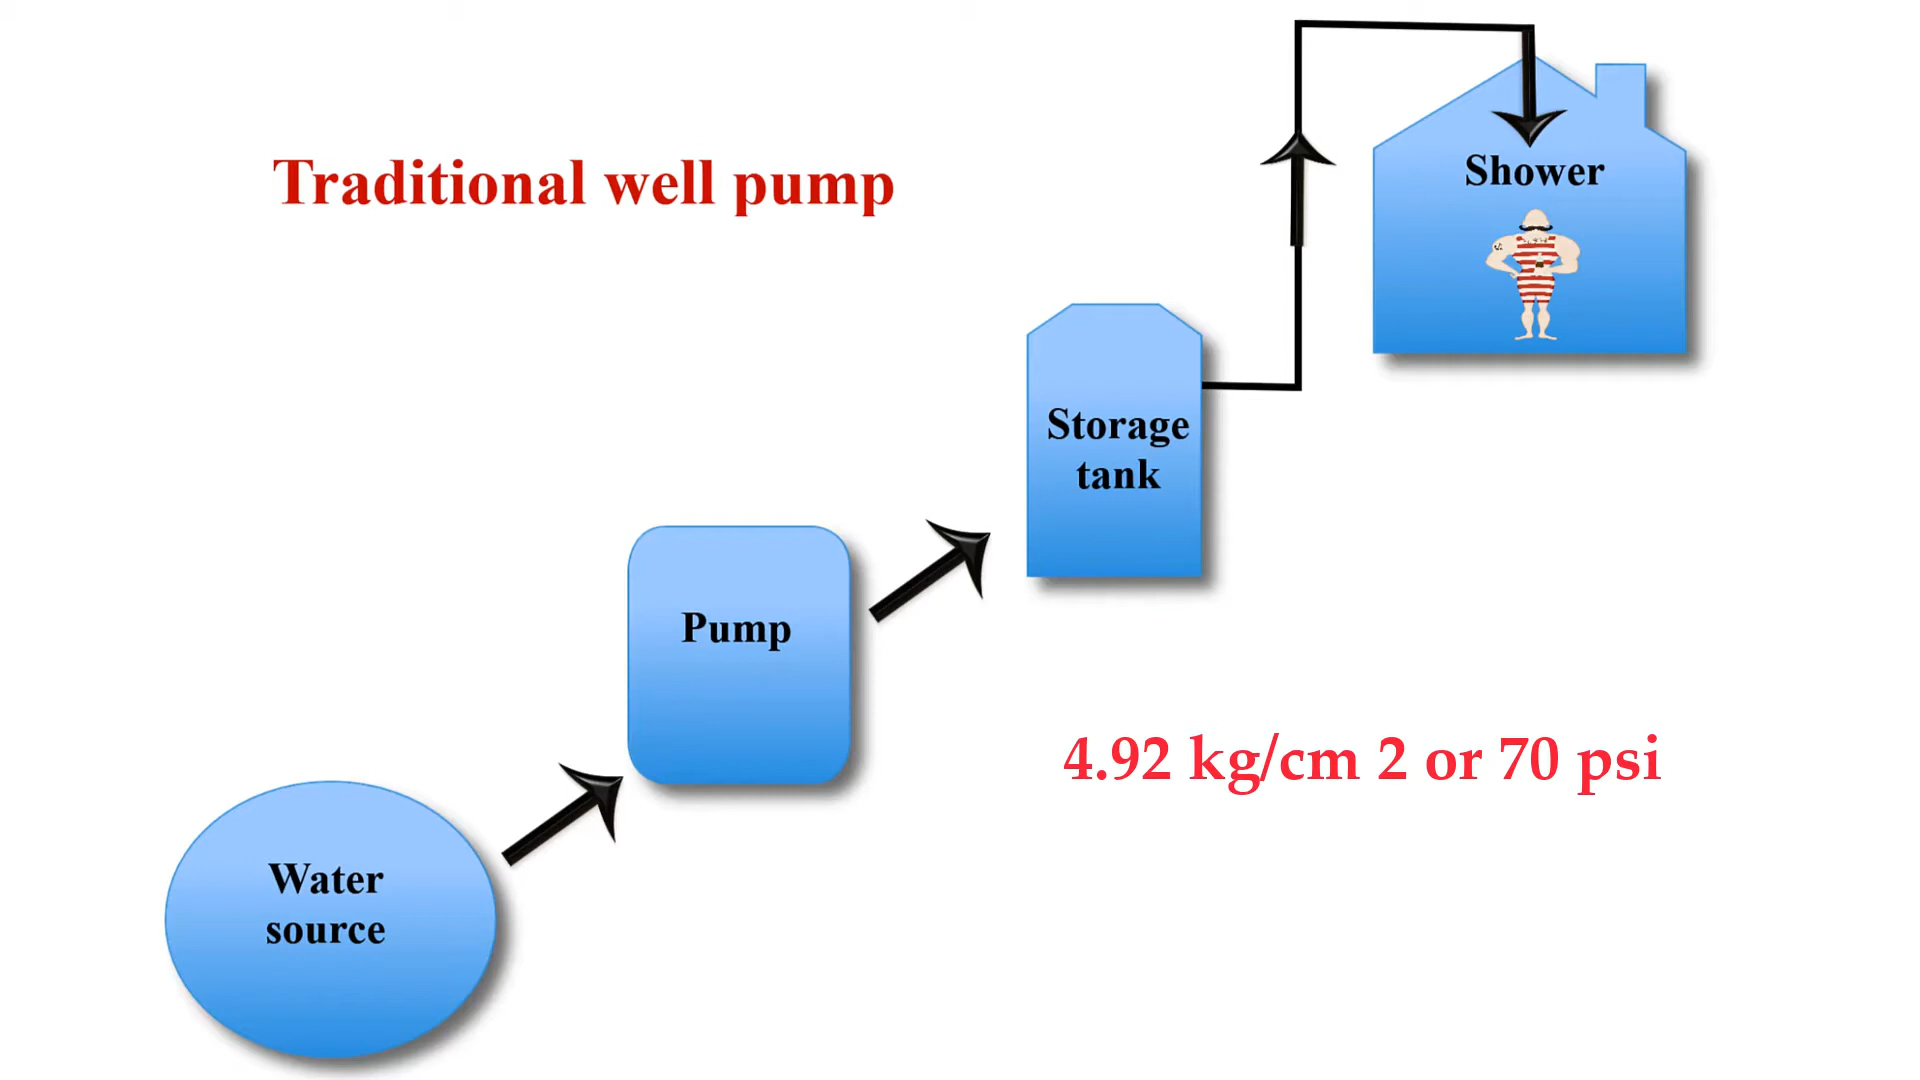 Traditional well pump
Shower
Storage
tank
Pump
4.92 kg/cm 2 or 70 psi
Water
source